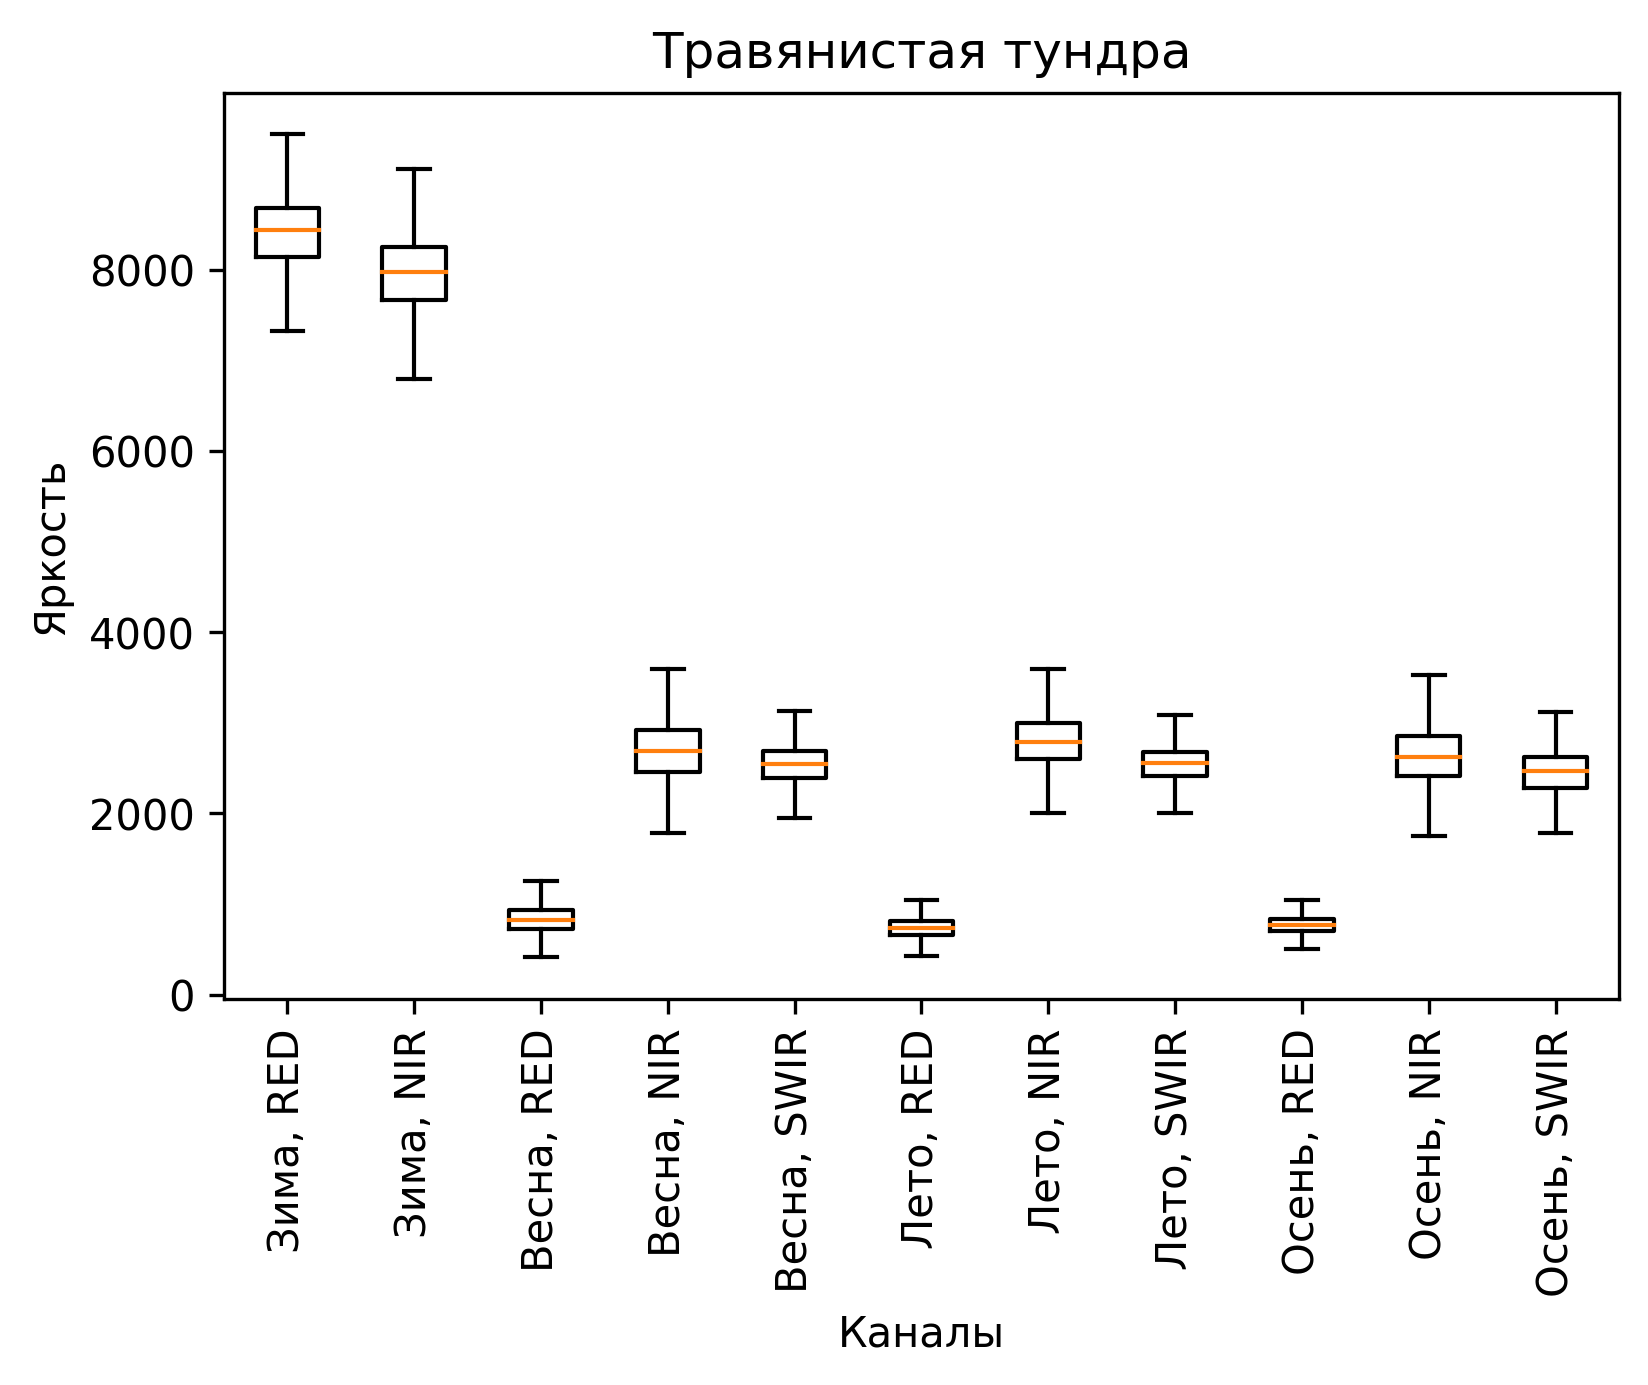 Травянистая тундра
Яркость
8000
6000
4000
2000
0
Зима, RED
Зима, NIR
Весна, RED
Весна, NIR
Весна, SWIR
Лето, RED
Лето, NIR
Лето, SWIR
Осень, RED
Осень, NIR
Осень, SWIR
Каналы